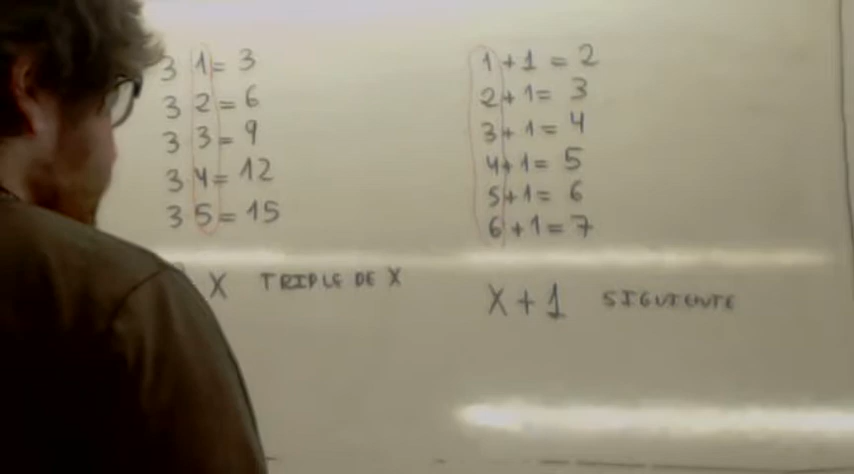 3 1 = 3
3 2 = 6
3 3 = 9
3 4 = 12
3 5 = 15
X TRIPLE DE X
1 + 1 = 2
2 + 1 = 3
3 + 1 = 4
4 + 1 = 5
5 + 1 = 6
6 + 1 = 7
X + 1 SIGUIENTE